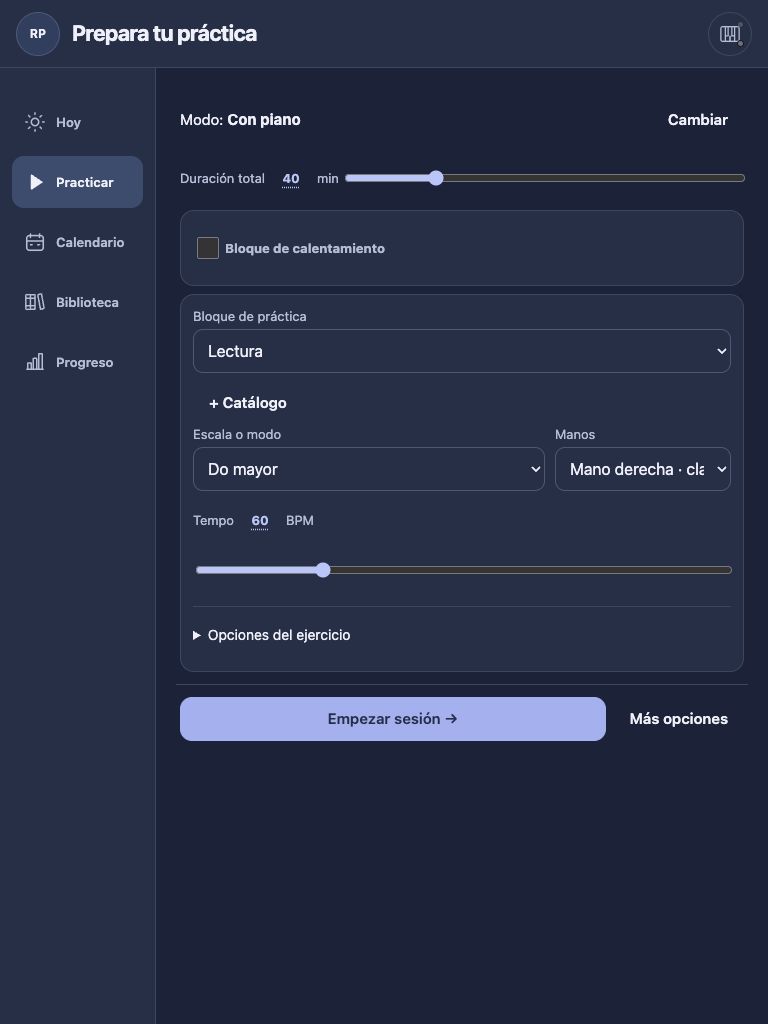 RP Prepara tu práctica
Hoy
Practicar
Calendario
Biblioteca
Progreso
Modo: Con piano Cambiar
Duración total 40 min
Bloque de calentamiento
Bloque de práctica
Lectura
+ Catálogo
Escala o modo Manos
Do mayor Mano derecha · cla
Tempo 60 BPM
Opciones del ejercicio
Empezar sesión → Más opciones